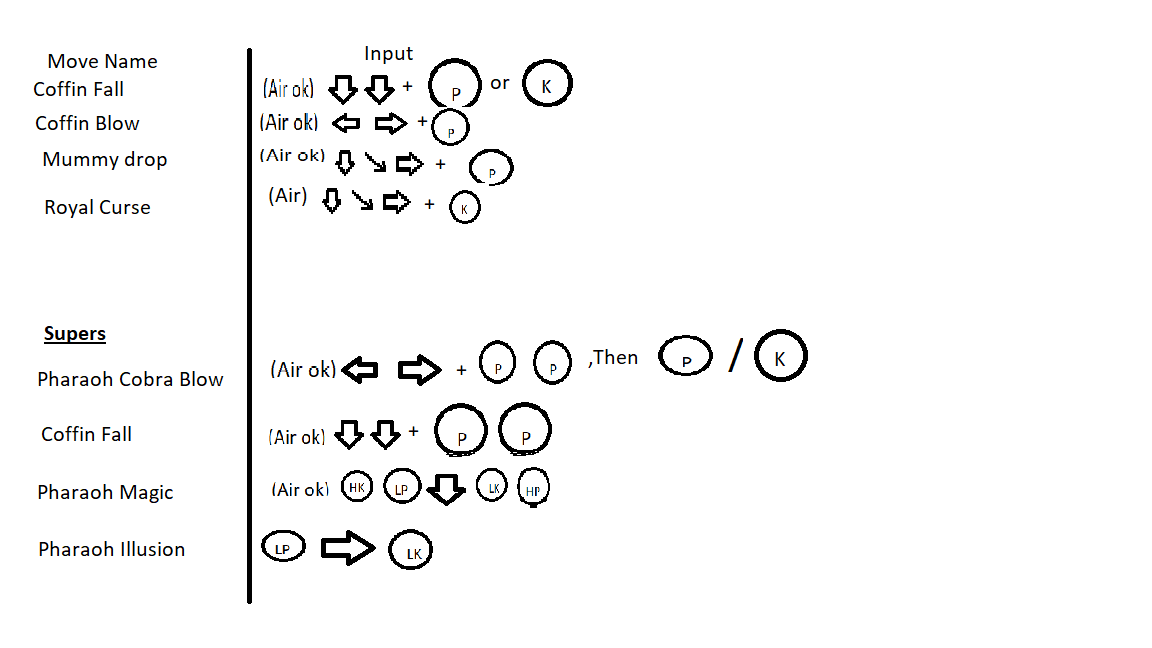 Move Name Input
Coffin Fall (Air ok) + P or K
Coffin Blow (Air ok) + P
Mummy drop (Air ok) + P
Royal Curse (Air) + K
Supers
Pharaoh Cobra Blow (Air ok) + P P ,Then P / K
Coffin Fall (Air ok) + P P
Pharaoh Magic (Air ok) HK LP LK HP
Pharaoh Illusion LP LK